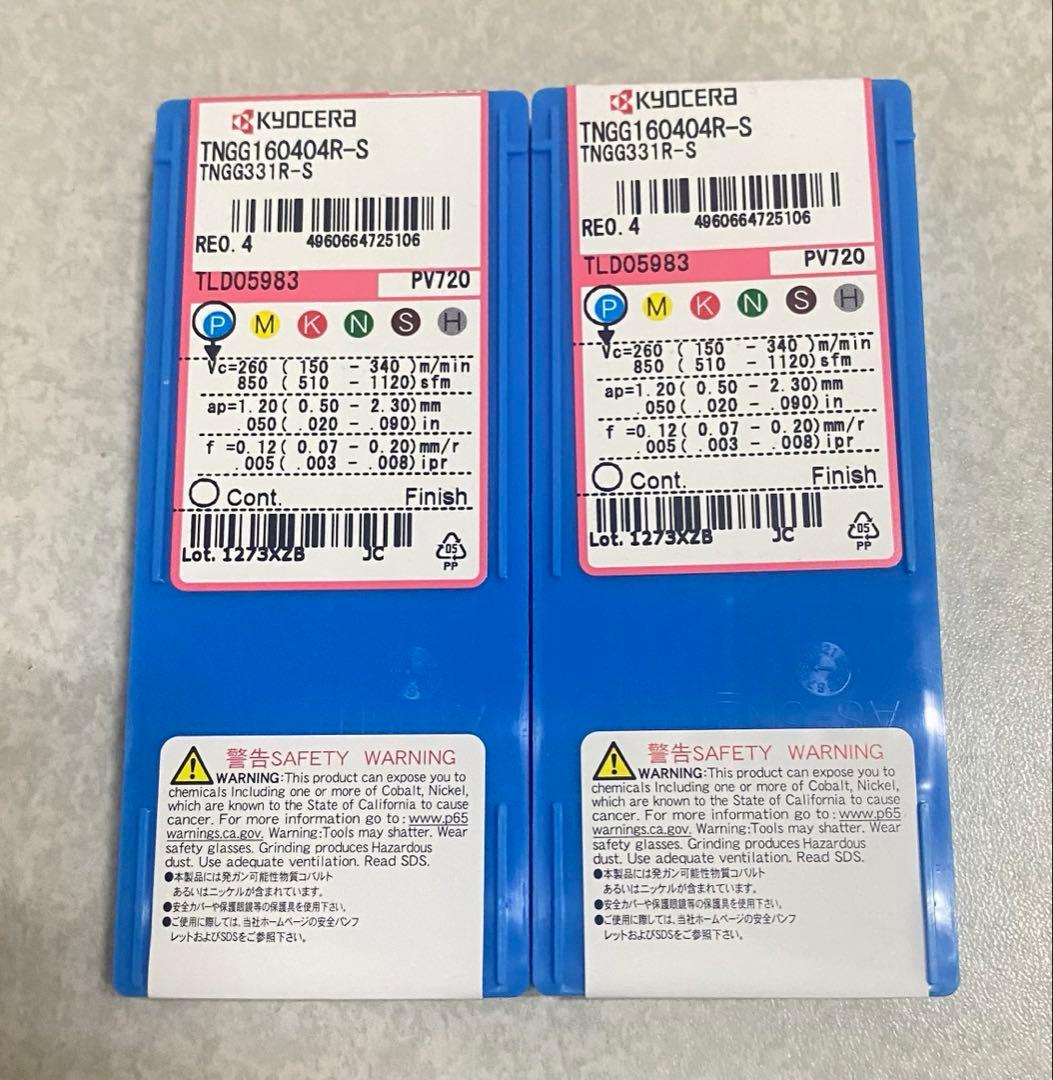 KYOCERA
TNGG160404R-S
TNGG331R-S
RE0.4 4960664725106
TLD05983 PV720
P M K N S H
Vc=260 ( 150 - 340 )m/min
850 ( 510 - 1120)sfm
ap=1.20( 0.50 - 2.30)mm
.050( .020 - .090)in
f =0.12( 0.07 - 0.20)mm/r
.005( .003 - .008)ipr
Cont. Finish
Lot. 1273XZB JC
05
PP
警告SAFETY WARNING
WARNING:This product can expose you to
chemicals Including one or more of Cobalt, Nickel,
which are known to the State of California to cause
cancer. For more information go to:www.p65
warnings.ca.gov. Warning:Tools may shatter. Wear
safety glasses. Grinding produces Hazardous
dust. Use adequate ventilation. Read SDS.
●本製品には発ガン可能性物質コバルト
あるいはニッケルが含まれています。
●安全カバーや保護眼鏡等の保護具を使用下さい。
●ご使用に際しては、当社ホームページの安全パンフ
レットおよびSDSをご参照下さい。
KYOCERA
TNGG160404R-S
TNGG331R-S
RE0.4 4960664725106
TLD05983 PV720
P M K N S H
Vc=260 ( 150 - 340 )m/min
850 ( 510 - 1120)sfm
ap=1.20( 0.50 - 2.30)mm
.050( .020 - .090)in
f =0.12( 0.07 - 0.20)mm/r
.005( .003 - .008)ipr
Cont. Finish
Lot. 1273XZB JC
05
PP
警告SAFETY WARNING
WARNING:This product can expose you to
chemicals Including one or more of Cobalt, Nickel,
which are known to the State of California to cause
cancer. For more information go to:www.p65
warnings.ca.gov. Warning:Tools may shatter. Wear
safety glasses. Grinding produces Hazardous
dust. Use adequate ventilation. Read SDS.
●本製品には発ガン可能性物質コバルト
あるいはニッケルが含まれています。
●安全カバーや保護眼鏡等の保護具を使用下さい。
●ご使用に際しては、当社ホームページの安全パンフ
レットおよびSDSをご参照下さい。